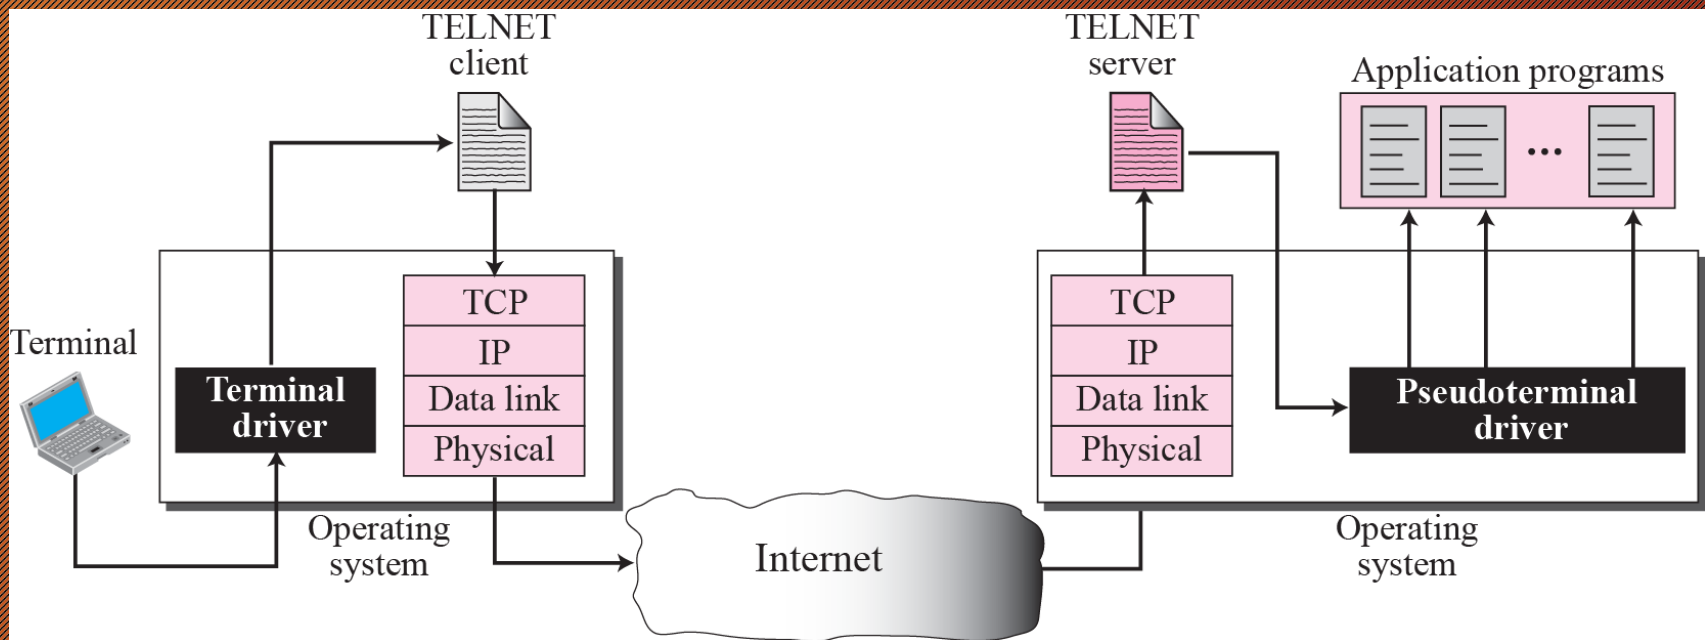 TELNET
client
TELNET
server
Application programs
...
TCP
IP
Data link
Physical
Terminal
Terminal
driver
TCP
IP
Data link
Physical
Pseudoterminal
driver
Operating
system
Internet
Operating
system